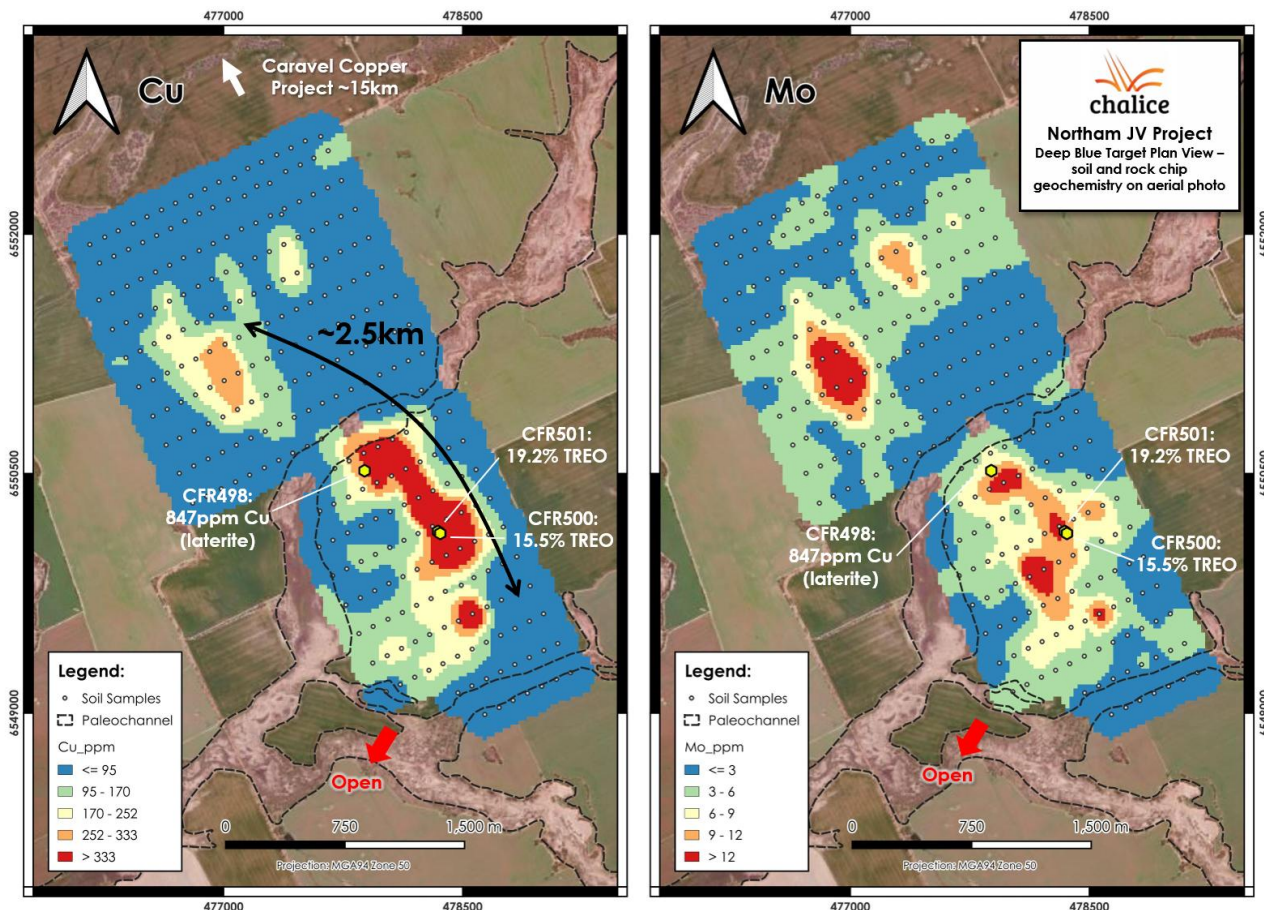 477000
478500
477000
478500
Cu
Caravel Copper
Project ~15km
Mo
chalice
Northam JV Project
Deep Blue Target Plan View –
soil and rock chip
geochemistry on aerial photo
6552000
6552000
~2.5km
CFR501:
19.2% TREO
CFR498:
847ppm Cu
(laterite)
CFR500:
15.5% TREO
CFR501:
19.2% TREO
CFR498:
847ppm Cu
(laterite)
CFR500:
15.5% TREO
6550500
6549000
Legend:
Soil Samples
Paleochannel
Cu_ppm
<= 95
95 - 170
170 - 252
252 - 333
> 333
Open
0
750
1,500 m
Projection: MGA94 Zone 50
Legend:
Soil Samples
Paleochannel
Mo_ppm
<= 3
3 - 6
6 - 9
9 - 12
> 12
Open
0
750
1,500 m
Projection: MGA94 Zone 50
477000
478500
477000
478500